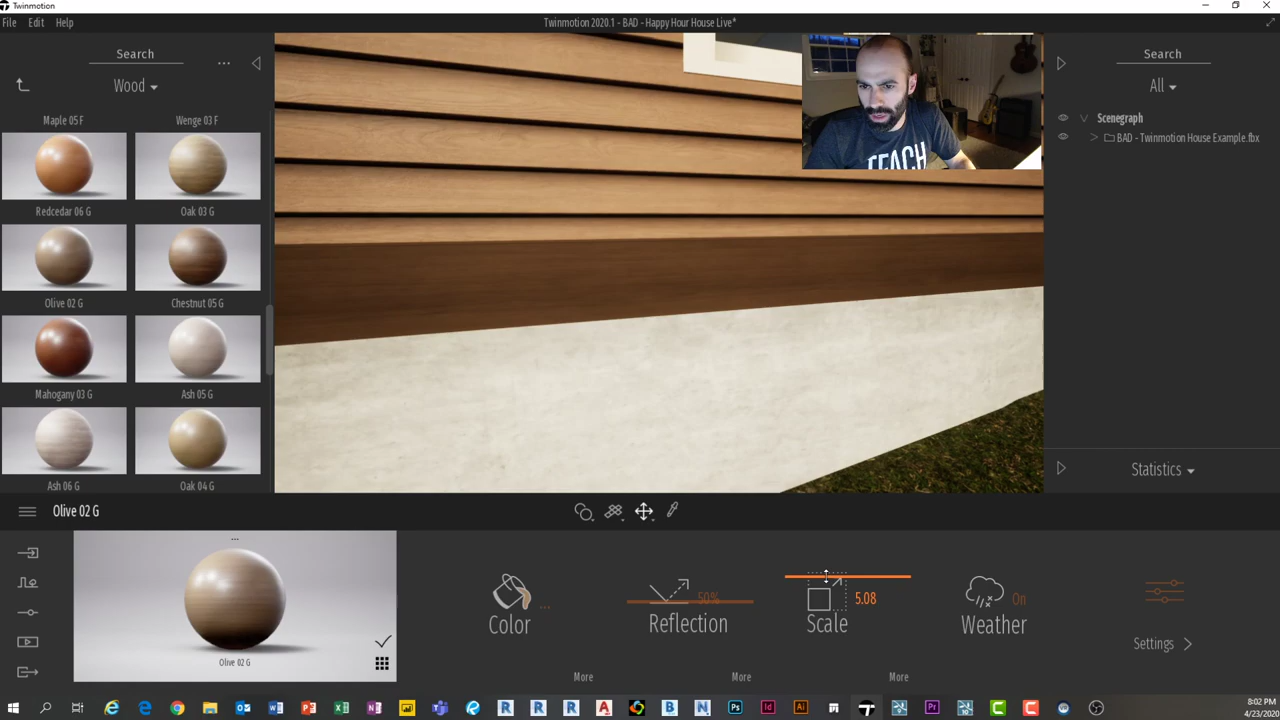 Twinmotion
File Edit Help
Twinmotion 2020.1 - BAD - Happy Hour House Live*
Search
...
Wood
Maple 05 F
Wenge 03 F
Redcedar 06 G
Oak 03 G
Olive 02 G
Chestnut 05 G
Mahogany 03 G
Ash 05 G
Ash 06 G
Oak 04 G
TEACH
Search
All
Scenegraph
BAD - Twinmotion House Example.fbx
Statistics
Olive 02 G
...
Olive 02 G
Color ...
Reflection 50%
Scale 5.08
Weather On
Settings
More
More
More
8:02 PM
4/23/2020